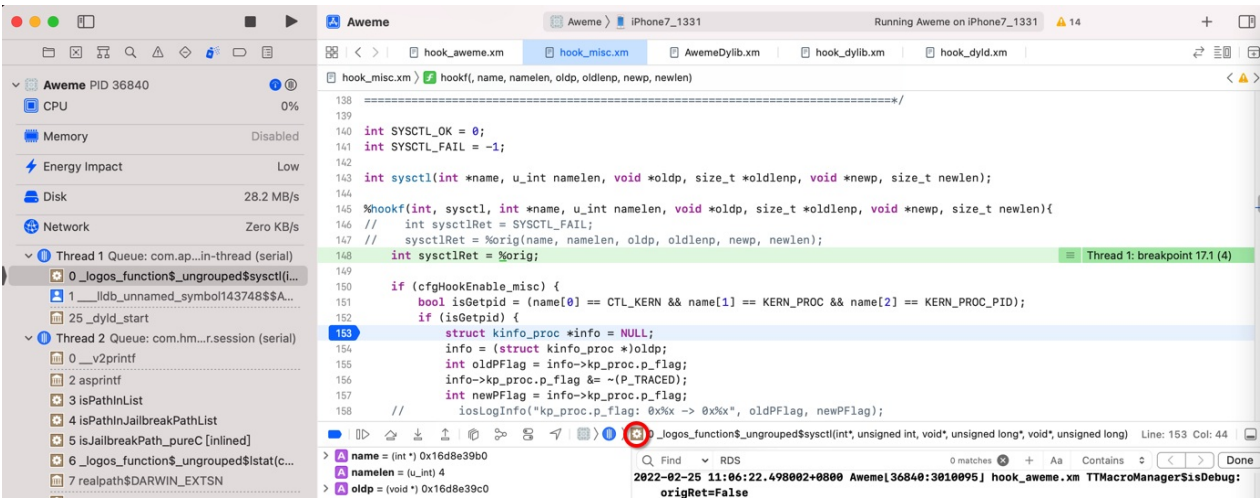 Aweme
Aweme
iPhone7_1331
Running Aweme on iPhone7_1331
14
hook_aweme.xm
hook_misc.xm
AwemeDylib.xm
hook_dylib.xm
hook_dyld.xm
Aweme PID 36840
CPU 0%
Memory Disabled
Energy Impact Low
Disk 28.2 MB/s
Network Zero KB/s
Thread 1 Queue: com.ap...in-thread (serial)
0 _logos_function$_ungrouped$sysctl(i...
1 ___lldb_unnamed_symbol143748$$A...
25 _dyld_start
Thread 2 Queue: com.hm...r.session (serial)
0 __v2printf
2 asprintf
3 isPathInList
4 isPathInJailbreakPathList
5 isJailbreakPath_pureC [inlined]
6 _logos_function$_ungrouped$lstat(c...
7 realpath$DARWIN_EXTSN
hook_misc.xm 〉 f hookf(, name, namelen, oldp, oldlenp, newp, newlen)
138 ==============================================================================*/
139
140 int SYSCTL_OK = 0;
141 int SYSCTL_FAIL = -1;
142
143 int sysctl(int *name, u_int namelen, void *oldp, size_t *oldlenp, void *newp, size_t newlen);
144
145 %hookf(int, sysctl, int *name, u_int namelen, void *oldp, size_t *oldlenp, void *newp, size_t newlen){
146 // int sysctlRet = SYSCTL_FAIL;
147 // sysctlRet = %orig(name, namelen, oldp, oldlenp, newp, newlen);
148 int sysctlRet = %orig; Thread 1: breakpoint 17.1 (4)
149
150 if (cfgHookEnable_misc) {
151 bool isGetpid = (name[0] == CTL_KERN && name[1] == KERN_PROC && name[2] == KERN_PROC_PID);
152 if (isGetpid) {
153 struct kinfo_proc *info = NULL;
154 info = (struct kinfo_proc *)oldp;
155 int oldPFlag = info->kp_proc.p_flag;
156 info->kp_proc.p_flag &= ~(P_TRACED);
157 int newPFlag = info->kp_proc.p_flag;
158 // iosLogInfo("kp_proc.p_flag: 0x%x -> 0x%x", oldPFlag, newPFlag);
0 _logos_function$_ungrouped$sysctl(int*, unsigned int, void*, unsigned long*, void*, unsigned long) Line: 153 Col: 44
A name = (int *) 0x16d8e39b0
A namelen = (u_int) 4
A oldp = (void *) 0x16d8e39c0
Find RDS 0 matches + Aa Contains < > Done
2022-02-25 11:06:22.498002+0800 Aweme[36840:3010095] hook_aweme.xm TTMacroManager$isDebug:
origRet=False